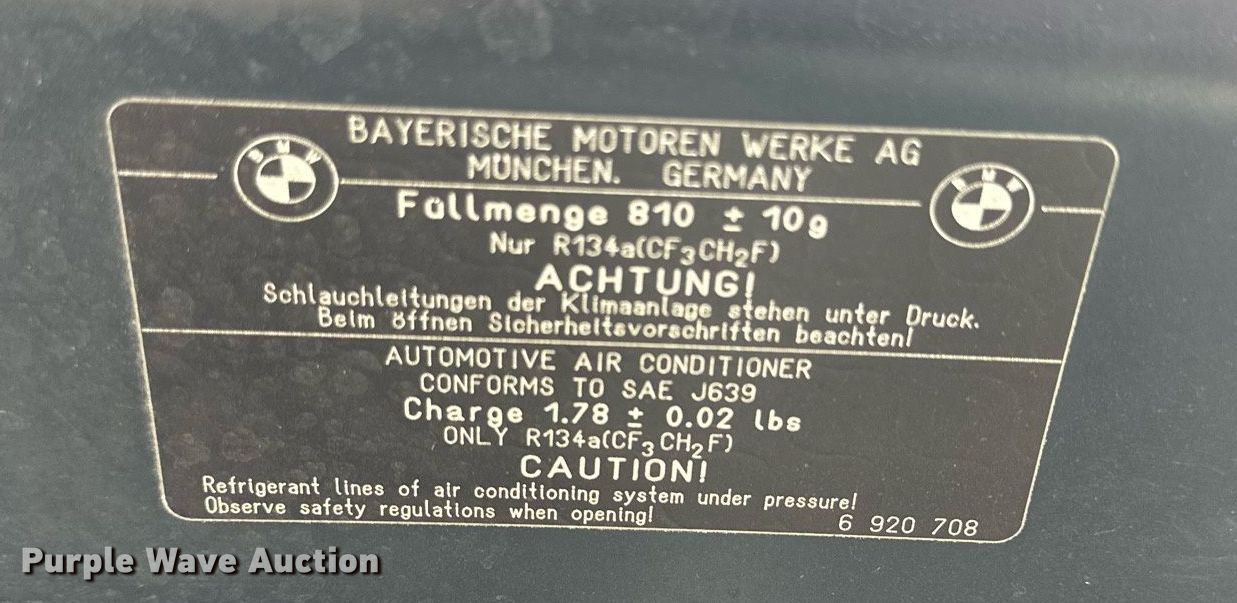 BAYERISCHE MOTOREN WERKE AG
MÜNCHEN. GERMANY
BMW
BMW
Füllmenge 810 ± 10g
Nur R134a(CF₃CH₂F)
ACHTUNG!
Schlauchleitungen der Klimaanlage stehen unter Druck.
Beim öffnen Sicherheitsvorschriften beachten!
AUTOMOTIVE AIR CONDITIONER
CONFORMS TO SAE J639
Charge 1.78 ± 0.02 lbs
ONLY R134a(CF₃CH₂F)
CAUTION!
Refrigerant lines of air conditioning system under pressure!
Observe safety regulations when opening!
6 920 708
Purple Wave Auction